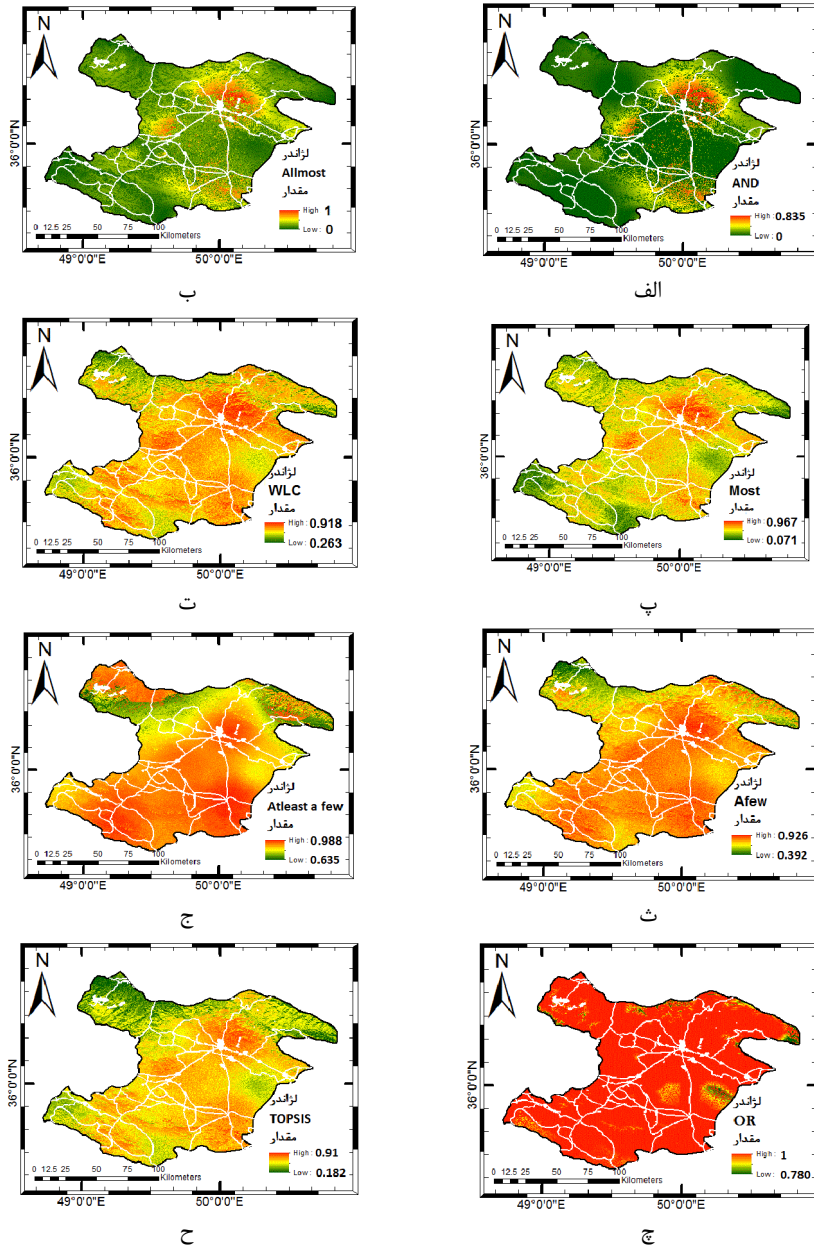 N
36°0'0"N
لژاندر
AND
مقدار
High : 0.835
Low : 0
0 12.5 25 50 75 100
Kilometers
49°0'0"E 50°0'0"E
الف
N
36°0'0"N
لژاندر
Allmost
مقدار
High 1
Low : 0
0 12.5 25 50 75 100
Kilometers
49°0'0"E 50°0'0"E
ب
N
36°0'0"N
لژاندر
Most
مقدار
High : 0.967
Low : 0.071
0 12.5 25 50 75 100
Kilometers
49°0'0"E 50°0'0"E
پ
N
36°0'0"N
لژاندر
WLC
مقدار
High : 0.918
Low : 0.263
0 12.5 25 50 75 100
Kilometers
49°0'0"E 50°0'0"E
ت
N
36°0'0"N
لژاندر
Afew
مقدار
High : 0.926
Low : 0.392
0 12.5 25 50 75 100
Kilometers
49°0'0"E 50°0'0"E
ث
N
36°0'0"N
لژاندر
Atleast a few
مقدار
High : 0.988
Low : 0.635
0 12.5 25 50 75 100
Kilometers
49°0'0"E 50°0'0"E
ج
N
36°0'0"N
لژاندر
OR
مقدار
High : 1
Low : 0.780
0 12.5 25 50 75 100
Kilometers
49°0'0"E 50°0'0"E
چ
N
36°0'0"N
لژاندر
TOPSIS
مقدار
High : 0.91
Low : 0.182
0 12.5 25 50 75 100
Kilometers
49°0'0"E 50°0'0"E
ح